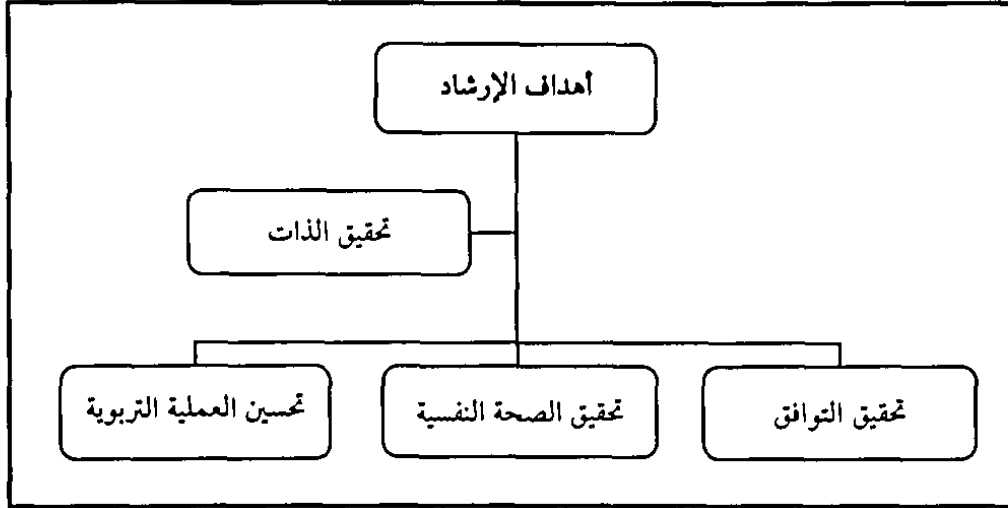 أهداف الإرشاد
تحقيق الذات
تحقيق التوافق
تحقيق الصحة النفسية
تحسين العملية التربوية